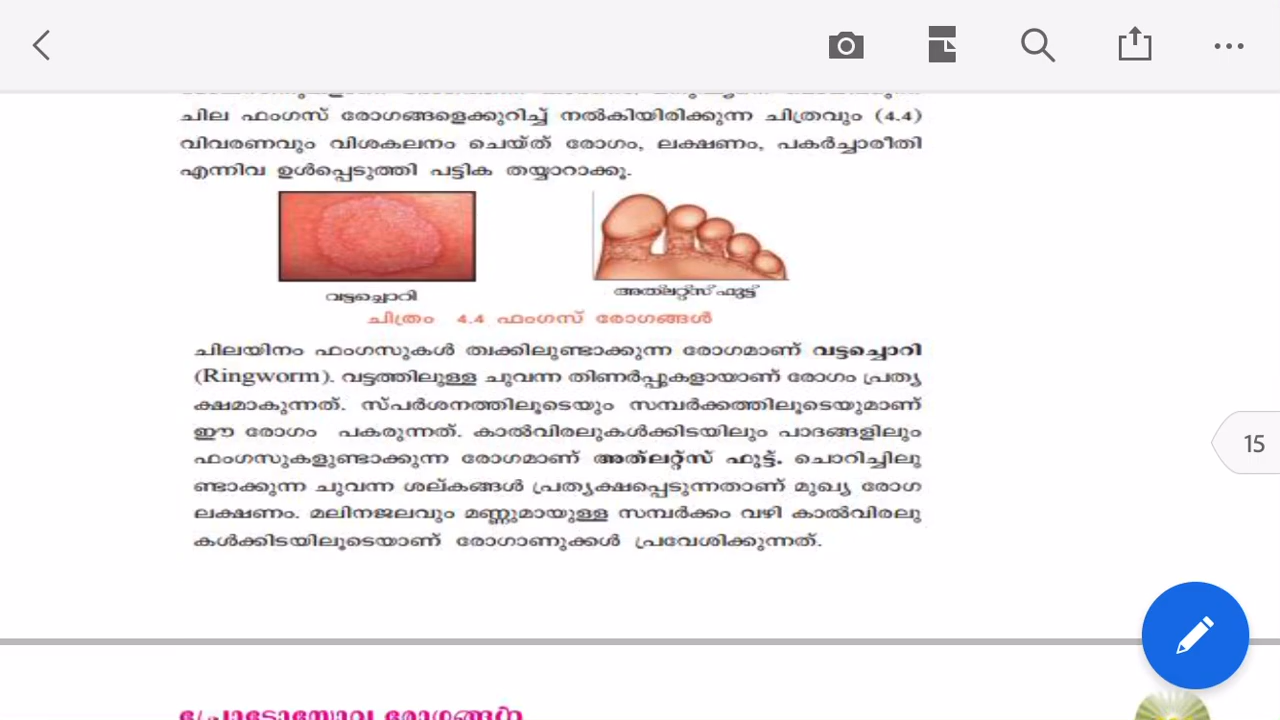 ചില ഫംഗസ് രോഗങ്ങളെക്കുറിച്ച് നൽകിയിരിക്കുന്ന ചിത്രവും (4.4)
വിവരണവും വിശകലനം ചെയ്ത് രോഗം, ലക്ഷണം, പകർച്ചാരീതി
എന്നിവ ഉൾപ്പെടുത്തി പട്ടിക തയ്യാറാക്കൂ.
വട്ടച്ചൊറി
അത്‌ലറ്റ്സ് ഫുട്ട്
ചിത്രം 4.4 ഫംഗസ് രോഗങ്ങൾ
ചിലയിനം ഫംഗസുകൾ ത്വക്കിലുണ്ടാക്കുന്ന രോഗമാണ് വട്ടച്ചൊറി
(Ringworm). വട്ടത്തിലുള്ള ചുവന്ന തിണർപ്പുകളായാണ് രോഗം പ്രത്യ
ക്ഷമാകുന്നത്. സ്പർശനത്തിലൂടെയും സമ്പർക്കത്തിലൂടെയുമാണ്
ഈ രോഗം പകരുന്നത്. കാൽവിരലുകൾക്കിടയിലും പാദങ്ങളിലും
ഫംഗസുകളുണ്ടാക്കുന്ന രോഗമാണ് അത്‌ലറ്റ്സ് ഫുട്ട്. ചൊറിച്ചിലു
ണ്ടാക്കുന്ന ചുവന്ന ശല്കങ്ങൾ പ്രത്യക്ഷപ്പെടുന്നതാണ് മുഖ്യ രോഗ
ലക്ഷണം. മലിനജലവും മണ്ണുമായുള്ള സമ്പർക്കം വഴി കാൽവിരലു
കൾക്കിടയിലൂടെയാണ് രോഗാണുക്കൾ പ്രവേശിക്കുന്നത്.
15
പ്രോട്ടോസോവ രോഗങ്ങൾ